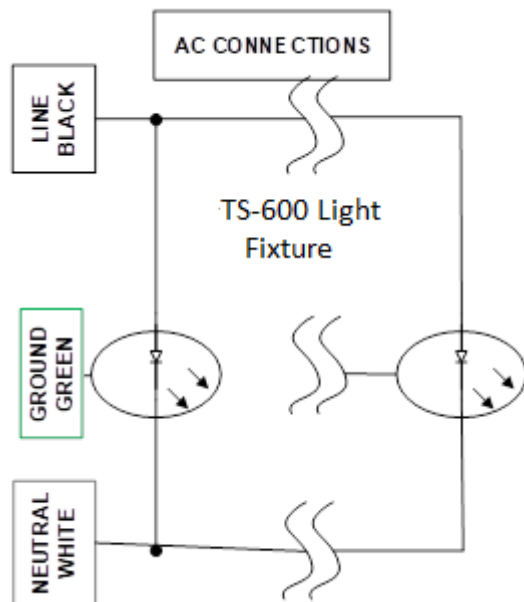 AC CONNECTIONS
LINE
BLACK
TS-600 Light
Fixture
GROUND
GREEN
NEUTRAL
WHITE